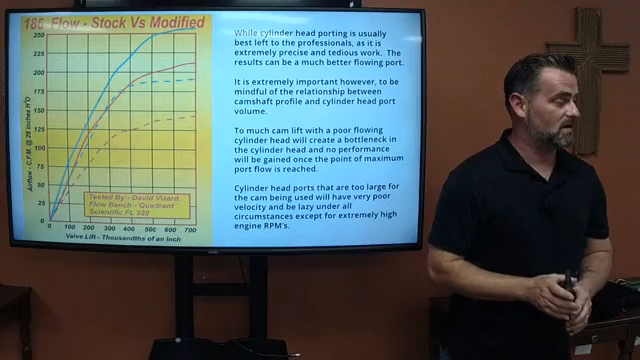 185 Flow - Stock Vs Modified
250
225
200
175
150
125
100
75
50
25
0
Airflow - C.F.M. @ 28 inches H²O
Tested By:- David Vizard,
Flow Bench - Quadrant
Scientific FL 520
0 100 200 300 400 500 600 700
Valve Lift - Thousandths of an Inch
While cylinder head porting is usually
best left to the professionals, as it is
extremely precise and tedious work. The
results can be a much better flowing port.
It is extremely important however, to be
mindful of the relationship between
camshaft profile and cylinder head port
volume.
To much cam lift with a poor flowing
cylinder head will create a bottleneck in
the cylinder head and no performance
will be gained once the point of maximum
port flow is reached.
Cylinder head ports that are too large for
the cam being used will have very poor
velocity and be lazy under all
circumstances except for extremely high
engine RPM's.